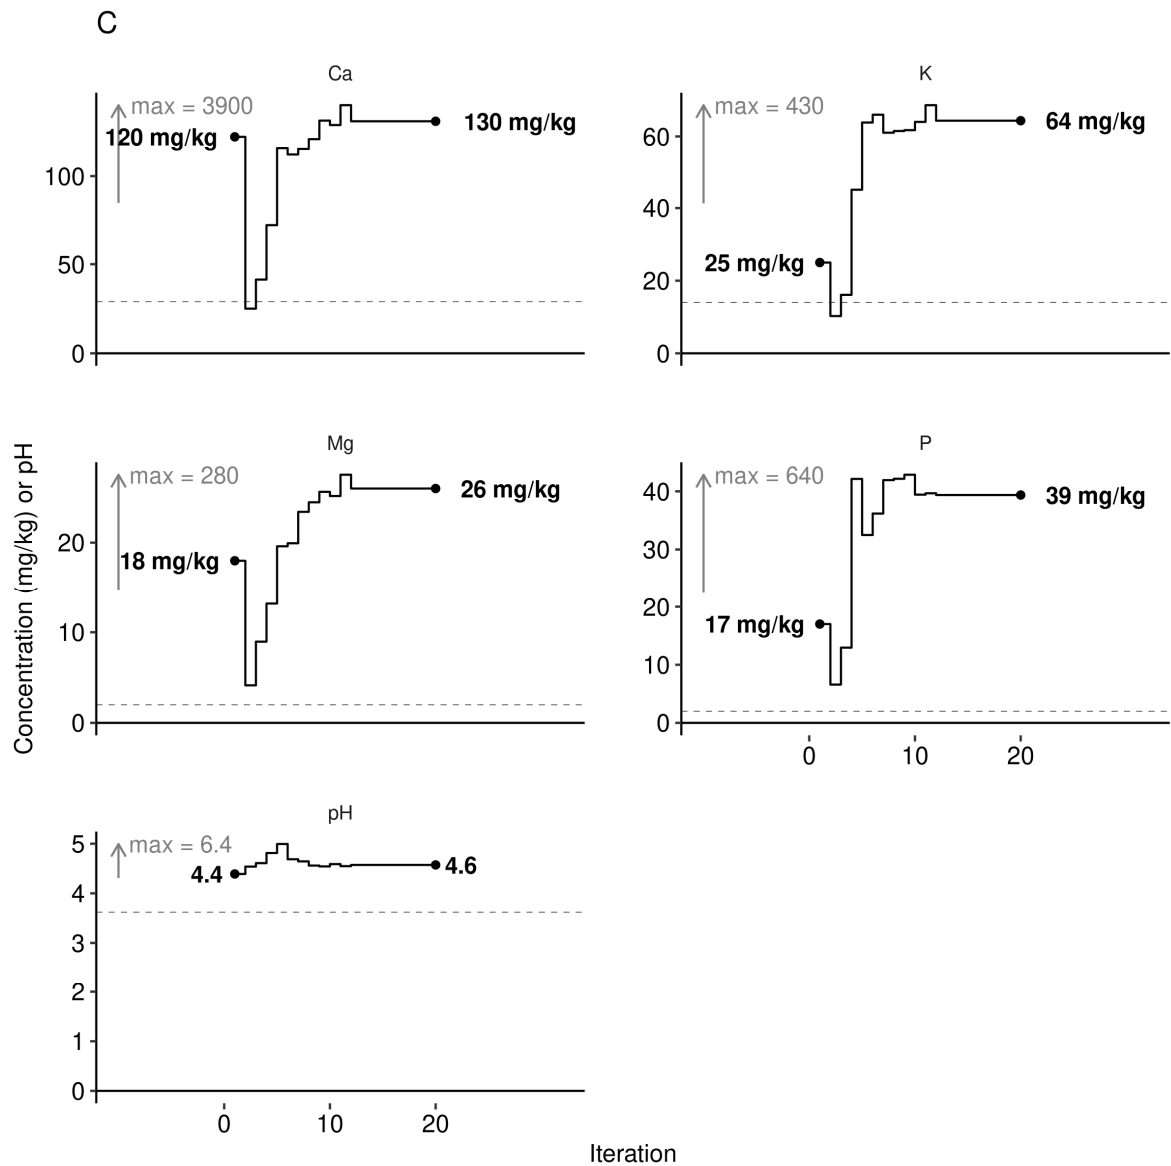 C
Ca
K
max = 3900
120 mg/kg
130 mg/kg
100
50
0
max = 430
25 mg/kg
64 mg/kg
60
40
20
0
Concentration (mg/kg) or pH
Mg
P
max = 280
18 mg/kg
26 mg/kg
20
10
0
max = 640
17 mg/kg
39 mg/kg
40
30
20
10
0
0 10 20
pH
max = 6.4
4.4
4.6
5
4
3
2
1
0
0 10 20
Iteration